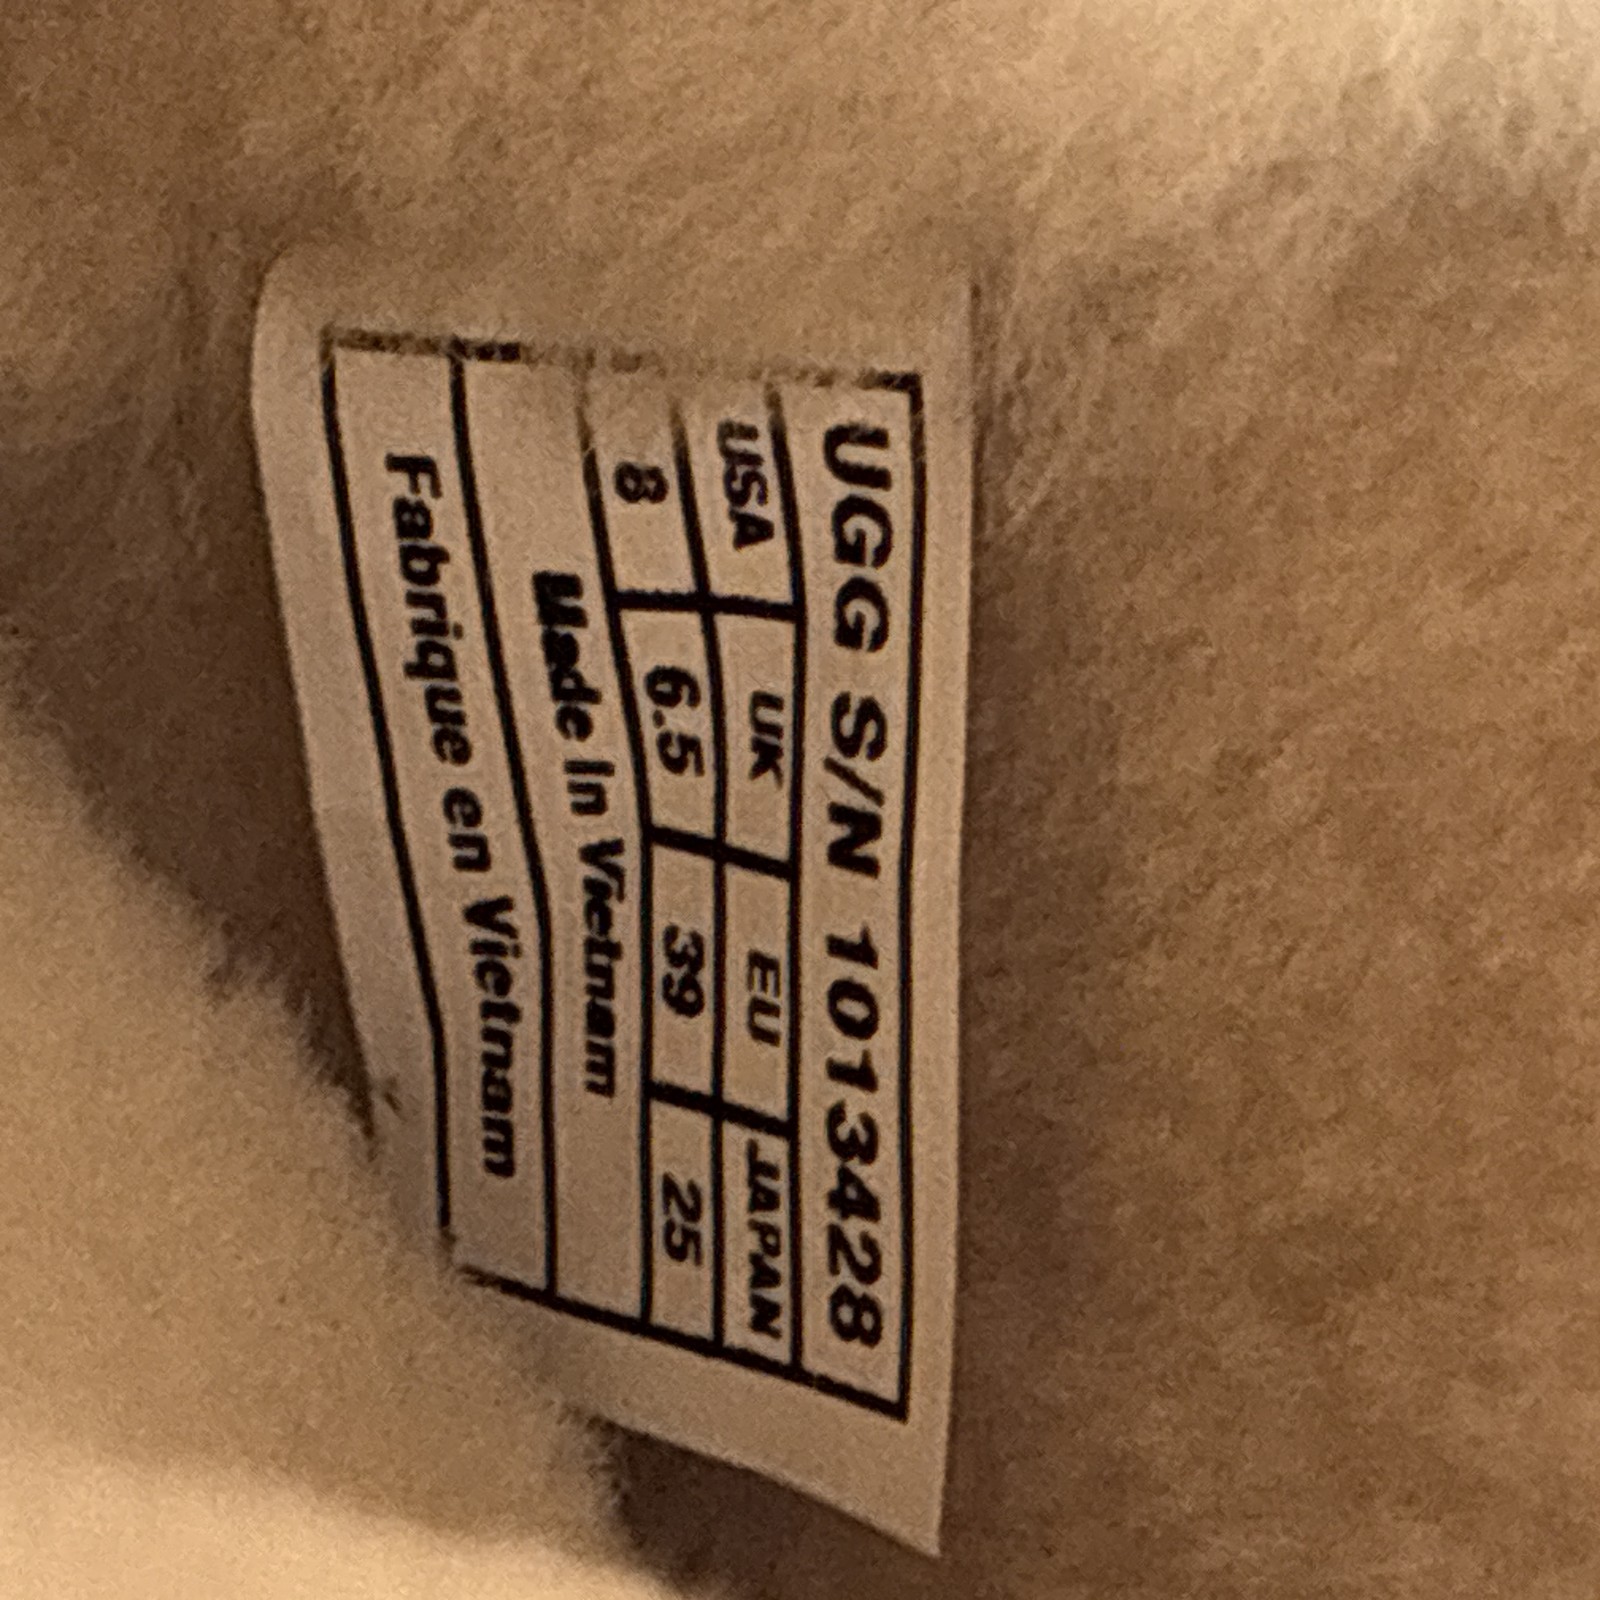 UGG S/N 1013428
USA UK EU JAPAN
8 6.5 39 25
Made In Vietnam
Fabrique en Vietnam